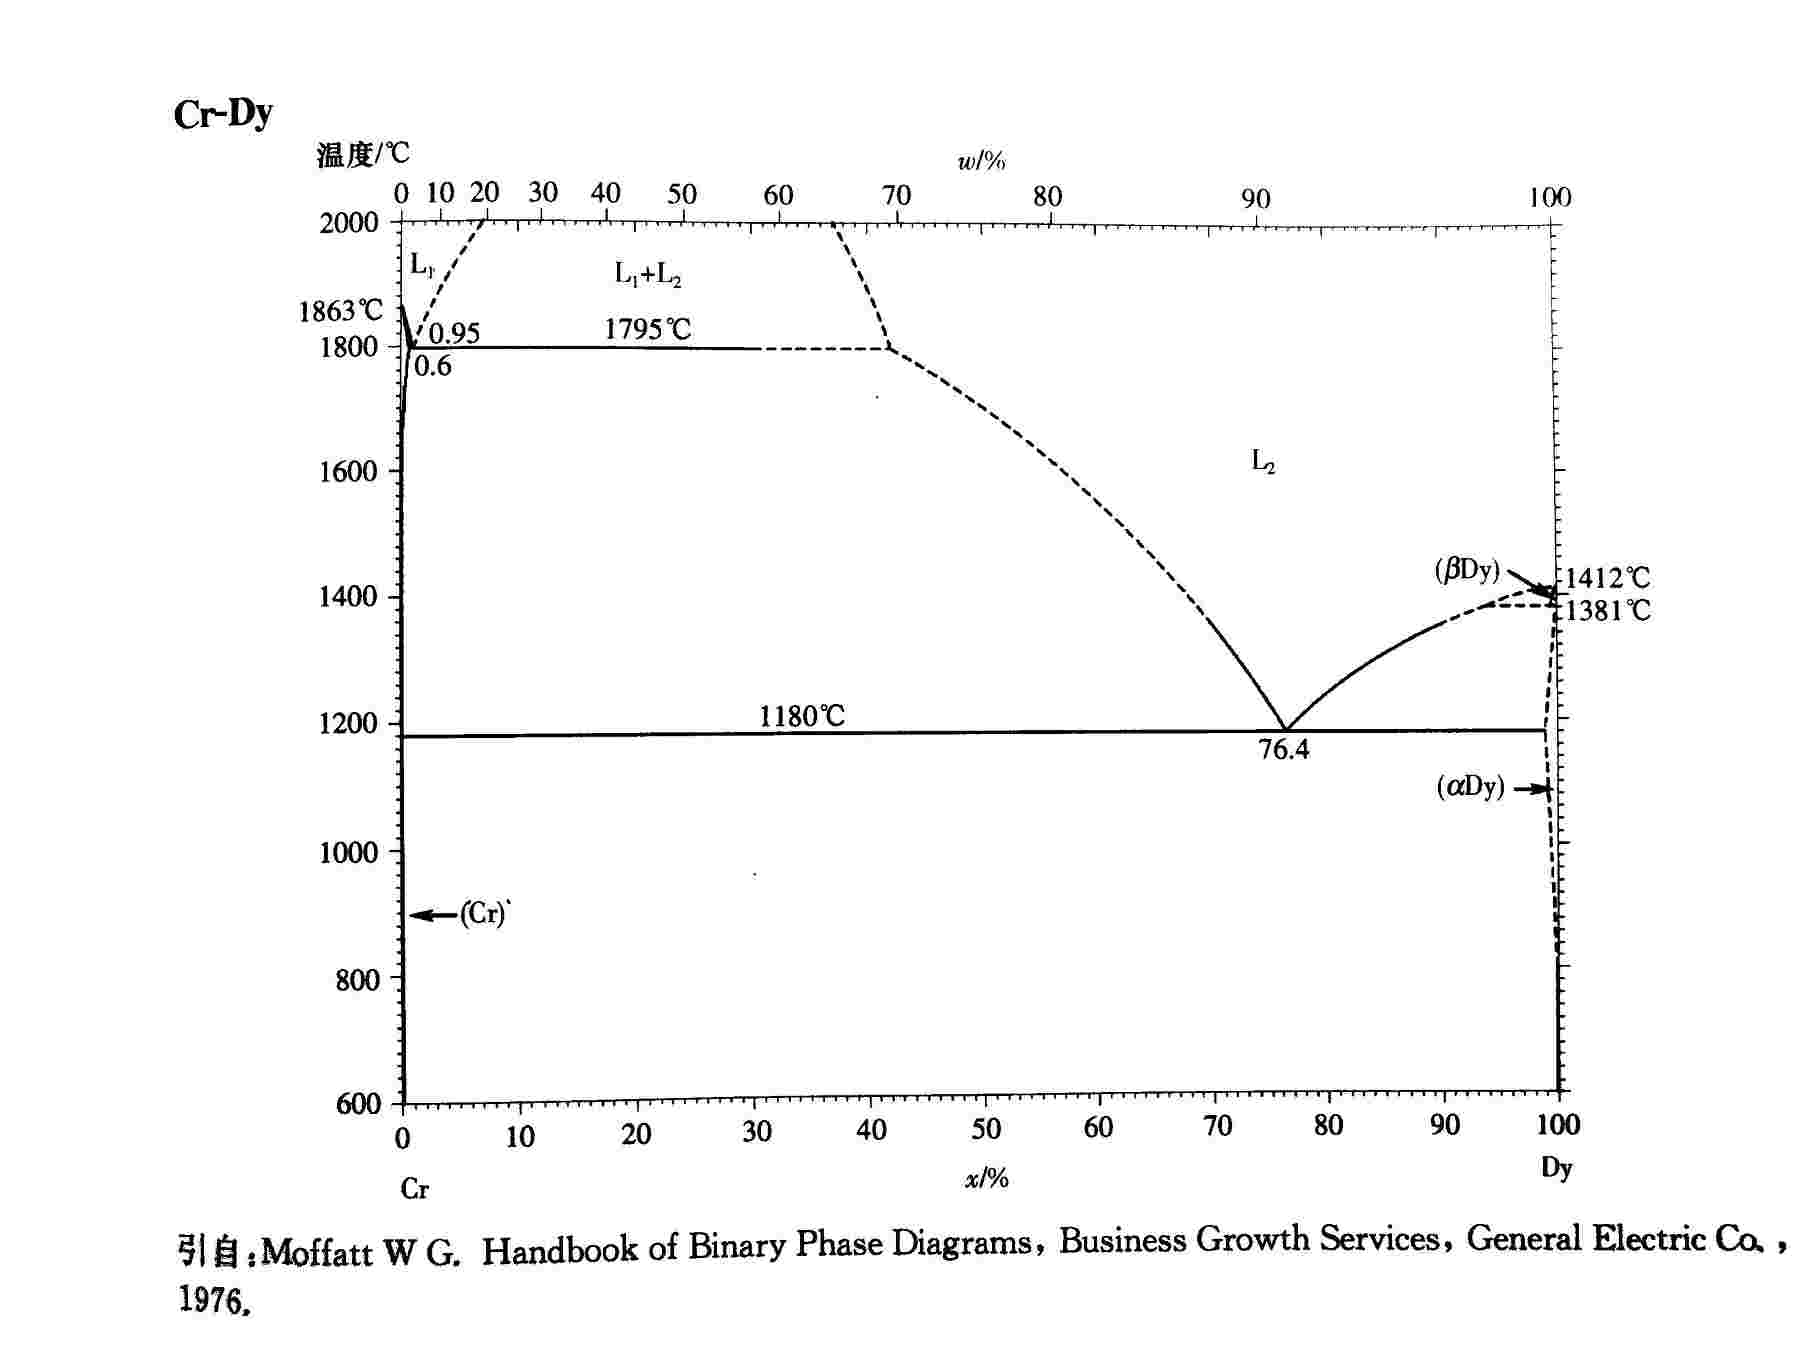 Cr-Dy
温度/℃
w/%
0 10 20 30 40 50 60 70 80 90 100
2000
L₁
L₁+L₂
1863℃
0.95
1795℃
1800
0.6
1600
L₂
(βDy)
1412℃
1400
1381℃
1200
1180℃
76.4
(αDy)
1000
(Cr)
800
600
0 10 20 30 40 50 60 70 80 90 100
Cr
x/%
Dy
引自:Moffatt W G. Handbook of Binary Phase Diagrams, Business Growth Services, General Electric Co.,
1976.